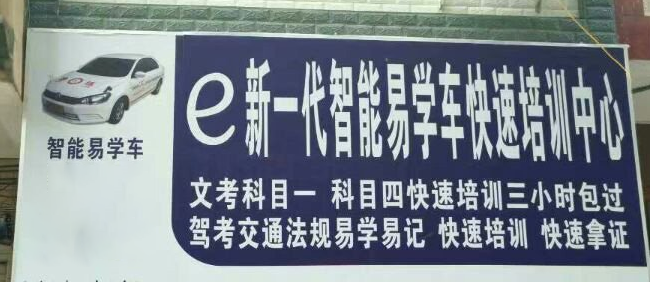 e新一代智能易学车快速培训中心
智能易学车
文考科目一 科目四快速培训三小时包过
驾考交通法规易学易记 快速培训 快速拿证